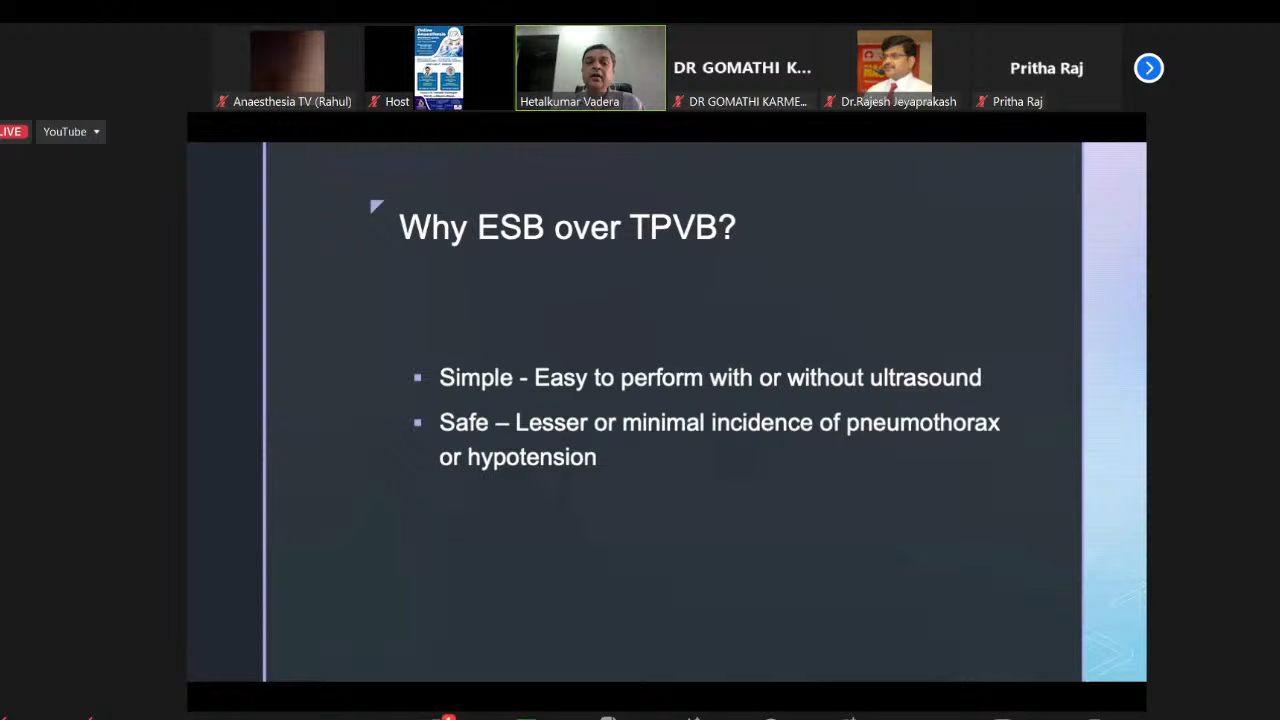 Online
Anaesthesia
DR GOMATHI K...
Pritha Raj
Anaesthesia TV (Rahul)
Host
Hetalkumar Vadera
DR GOMATHI KARME...
Dr.Rajesh Jeyaprakash
Pritha Raj
LIVE
YouTube
Why ESB over TPVB?
Simple - Easy to perform with or without ultrasound
Safe – Lesser or minimal incidence of pneumothorax
or hypotension